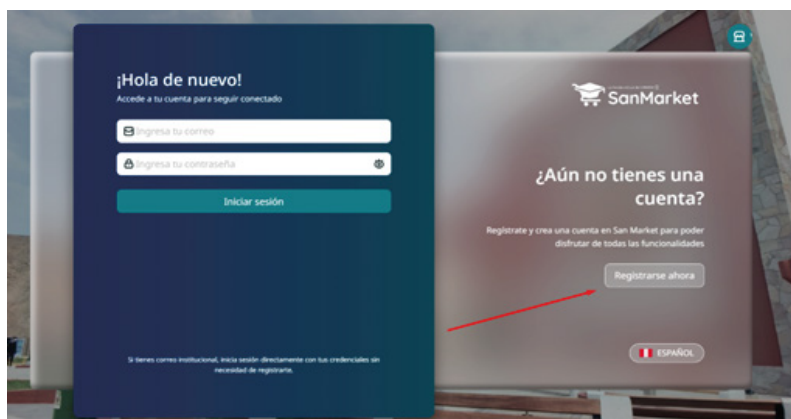 ¡Hola de nuevo!
Accede a tu cuenta para seguir conectado
Ingresa tu correo
Ingresa tu contraseña
Iniciar sesión
Si tienes correo institucional, inicia sesión directamente con tus credenciales sin
necesidad de registrarte.
SanMarket
¿Aún no tienes una
cuenta?
Regístrate y crea una cuenta en San Market para poder
disfrutar de todas las funcionalidades
Registrarse ahora
ESPAÑOL